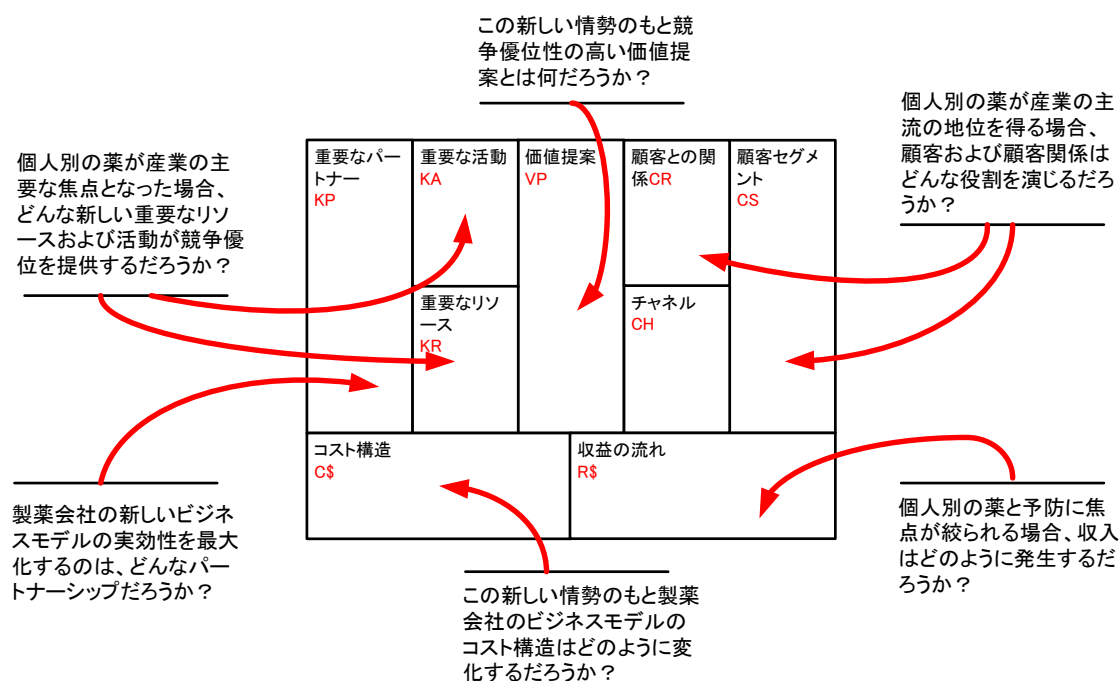 この新しい情勢のもと競
争優位性の高い価値提
案とは何だろうか？
個人別の薬が産業の主
流の地位を得る場合、
顧客および顧客関係は
どんな役割を演じるだろ
うか？
個人別の薬が産業の主
要な焦点となった場合、
どんな新しい重要なリソ
ースおよび活動が競争優
位を提供するだろうか？
重要なパー
トナー
KP
重要な活動
KA
価値提案
VP
顧客との関
係CR
顧客セグメ
ント
CS
重要なリソ
ース
KR
チャネル
CH
コスト構造
C$
収益の流れ
R$
製薬会社の新しいビジネ
スモデルの実効性を最大
化するのは、どんなパー
トナーシップだろうか？
個人別の薬と予防に焦
点が絞られる場合、収入
はどのように発生するだ
ろうか？
この新しい情勢のもと製薬
会社のビジネスモデルの
コスト構造はどのように変
化するだろうか？